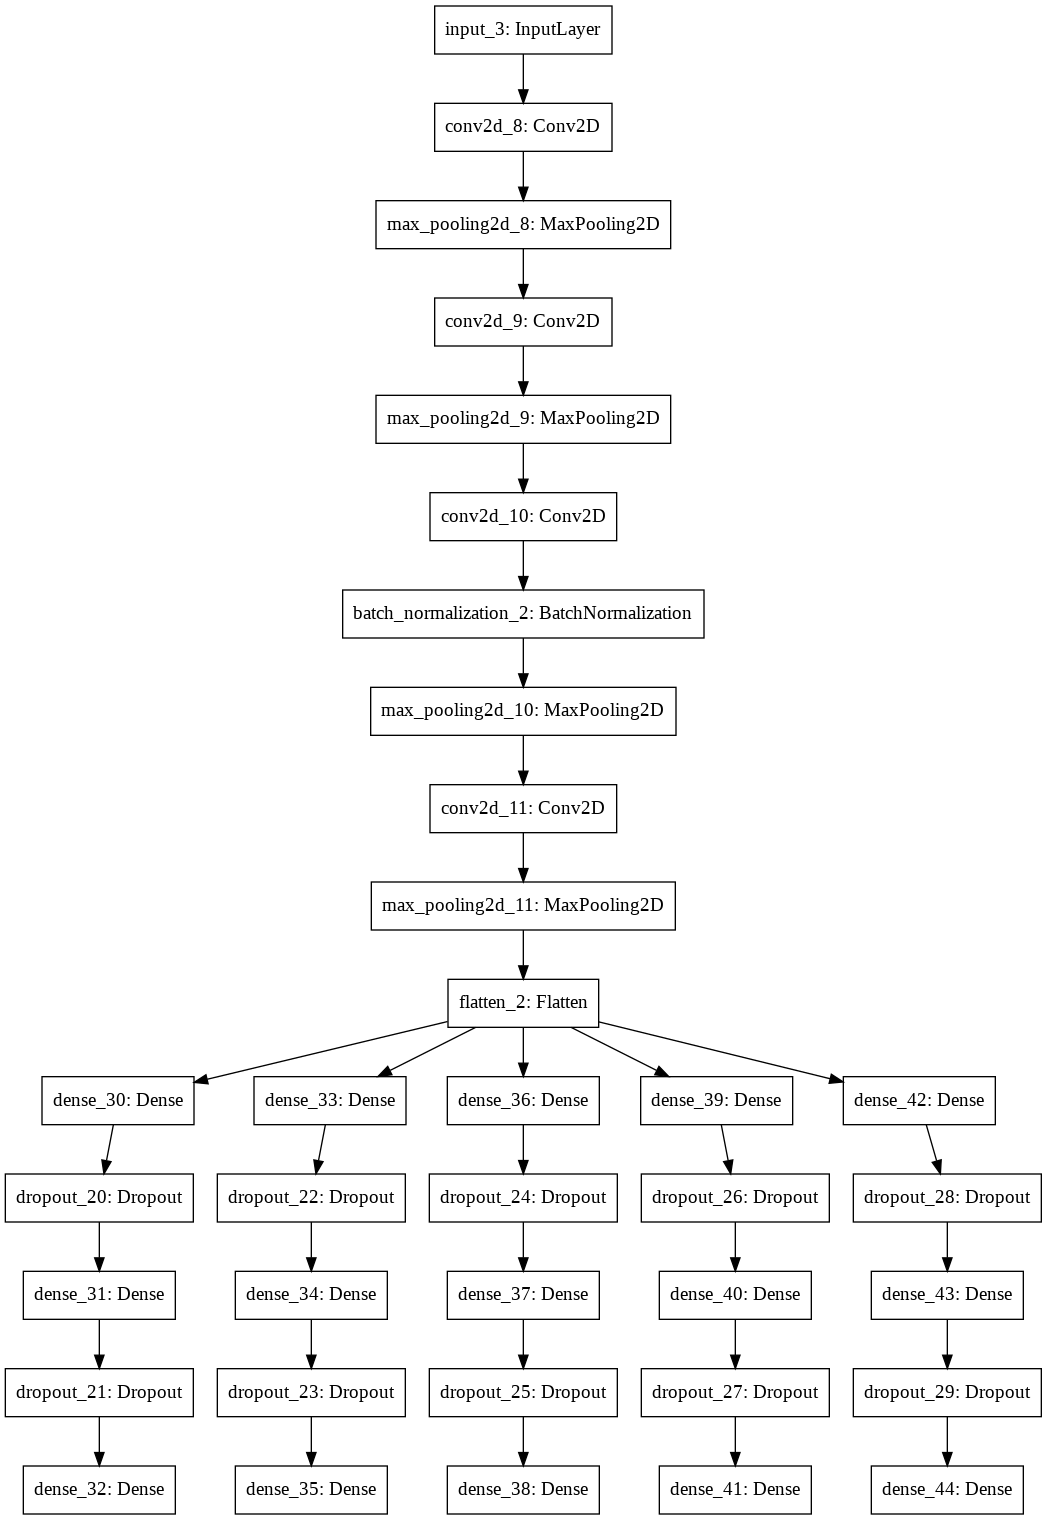 input_3: InputLayer
conv2d_8: Conv2D
max_pooling2d_8: MaxPooling2D
conv2d_9: Conv2D
max_pooling2d_9: MaxPooling2D
conv2d_10: Conv2D
batch_normalization_2: BatchNormalization
max_pooling2d_10: MaxPooling2D
conv2d_11: Conv2D
max_pooling2d_11: MaxPooling2D
flatten_2: Flatten
dense_30: Dense
dense_33: Dense
dense_36: Dense
dense_39: Dense
dense_42: Dense
dropout_20: Dropout
dropout_22: Dropout
dropout_24: Dropout
dropout_26: Dropout
dropout_28: Dropout
dense_31: Dense
dense_34: Dense
dense_37: Dense
dense_40: Dense
dense_43: Dense
dropout_21: Dropout
dropout_23: Dropout
dropout_25: Dropout
dropout_27: Dropout
dropout_29: Dropout
dense_32: Dense
dense_35: Dense
dense_38: Dense
dense_41: Dense
dense_44: Dense